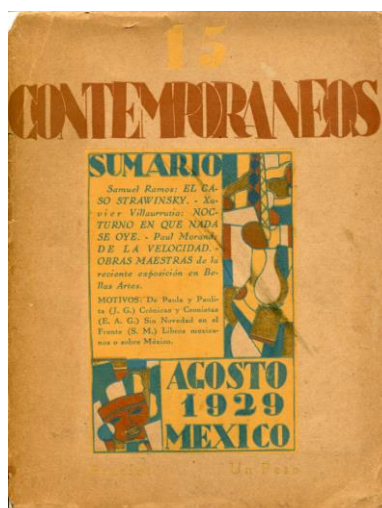 15
CONTEMPORANEOS
SUMARIO
Samuel Ramos: EL CA-
SO STRAWINSKY. - Xa-
vier Villaurrutia: NOC-
TURNO EN QUE NADA
SE OYE. - Paul Morand:
DE LA VELOCIDAD. -
OBRAS MAESTRAS de la
reciente exposición en Be-
llas Artes.
MOTIVOS: De Paula y Pauli-
ta (J. G.) Crónicas y Cronistas
(E. A. G.) Sin Novedad en el
Frente (S. M.) Libros mexica-
nos o sobre México.
AGOSTO
1929
MEXICO
Un Peso